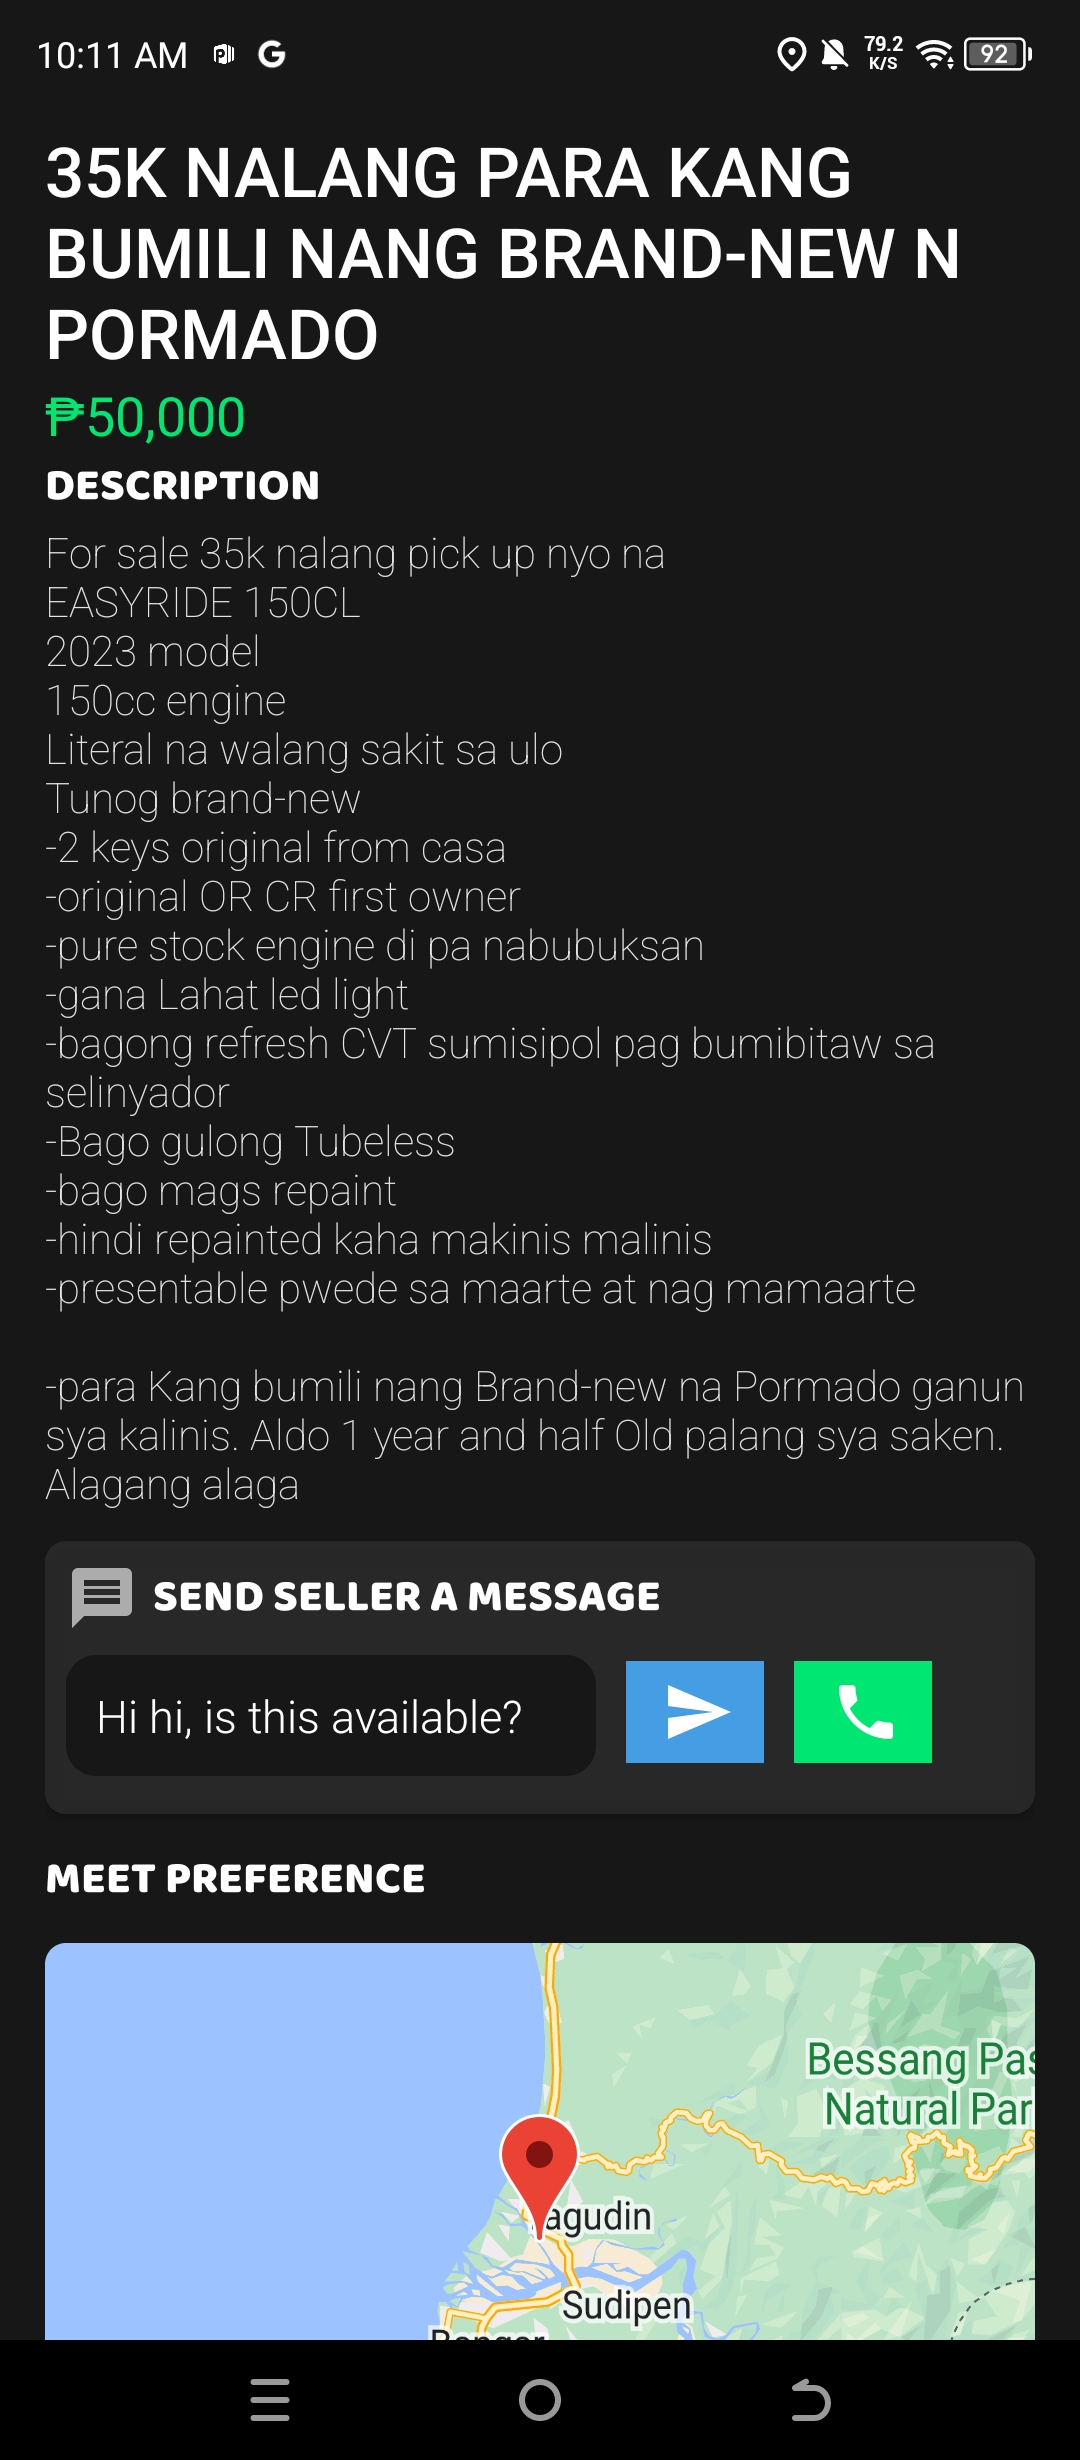 10:11 AM
79.2
K/S
92
35K NALANG PARA KANG
BUMILI NANG BRAND-NEW N
PORMADO
₱50,000
DESCRIPTION
For sale 35k nalang pick up nyo na
EASYRIDE 150CL
2023 model
150cc engine
Literal na walang sakit sa ulo
Tunog brand-new
-2 keys original from casa
-original OR CR first owner
-pure stock engine di pa nabubuksan
-gana Lahat led light
-bagong refresh CVT sumisipol pag bumibitaw sa
selinyador
-Bago gulong Tubeless
-bago mags repaint
-hindi repainted kaha makinis malinis
-presentable pwede sa maarte at nag mamaarte
-para Kang bumili nang Brand-new na Pormado ganun
sya kalinis. Aldo 1 year and half Old palang sya saken.
Alagang alaga
SEND SELLER A MESSAGE
Hi hi, is this available?
MEET PREFERENCE
Bessang Pas
Natural Par
agudin
Sudipen